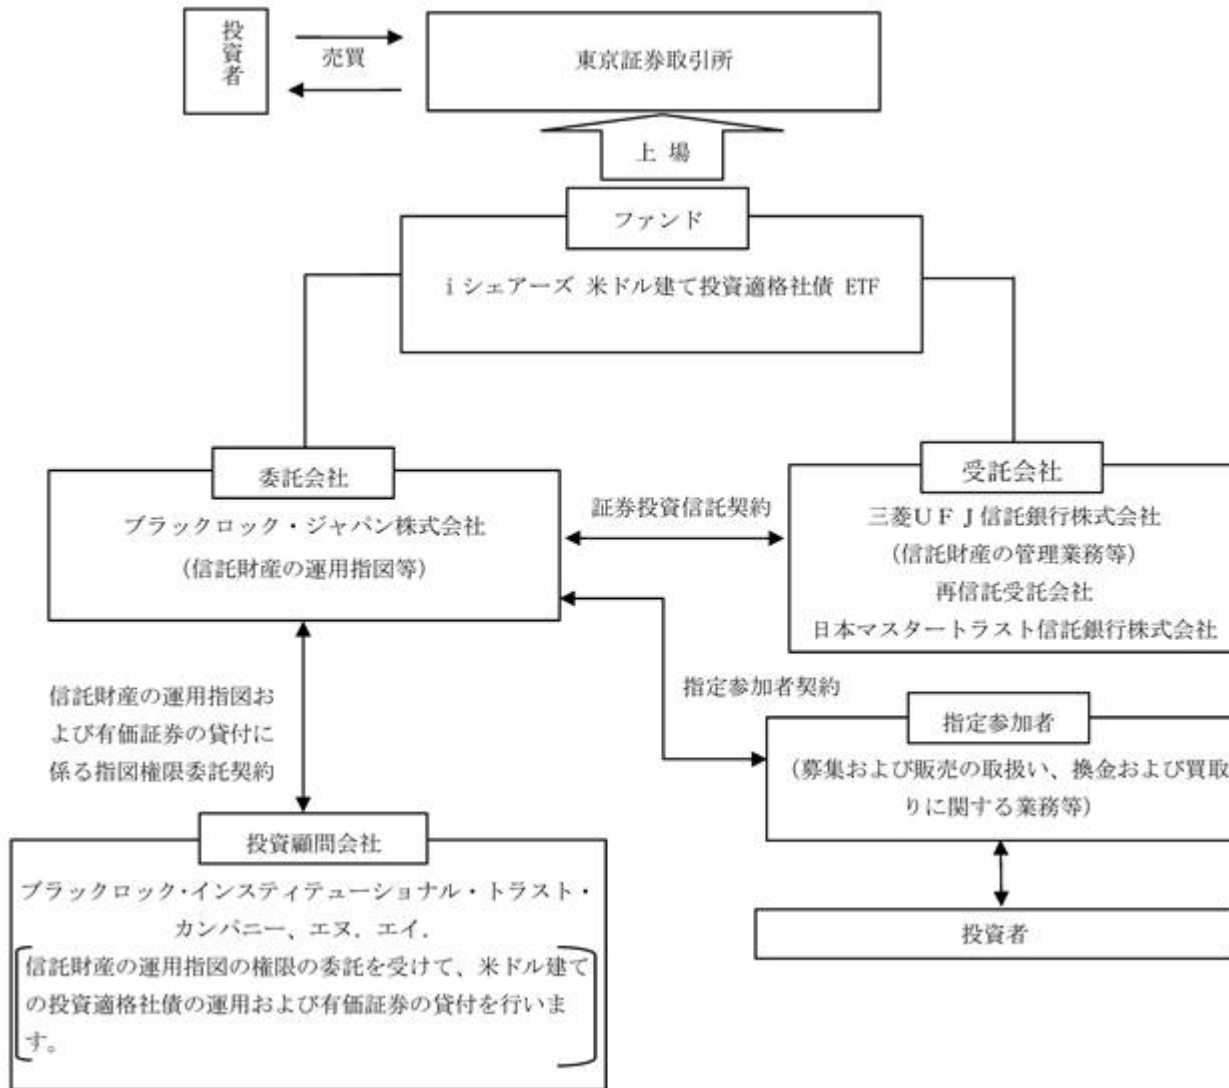 投資者
売買
東京証券取引所
上 場
ファンド
i シェアーズ 米ドル建て投資適格社債 ETF
委託会社
ブラックロック・ジャパン株式会社
(信託財産の運用指図等)
証券投資信託契約
受託会社
三菱UFJ信託銀行株式会社
(信託財産の管理業務等)
再信託受託会社
日本マスタートラスト信託銀行株式会社
信託財産の運用指図お
よび有価証券の貸付に
係る指図権限委託契約
指定参加者契約
指定参加者
(募集および販売の取扱い、換金および買取
りに関する業務等)
投資者
投資顧問会社
ブラックロック・インスティテューショナル・トラスト・
カンパニー、エヌ．エイ．
信託財産の運用指図の権限の委託を受けて、米ドル建て
の投資適格社債の運用および有価証券の貸付を行いま
す。